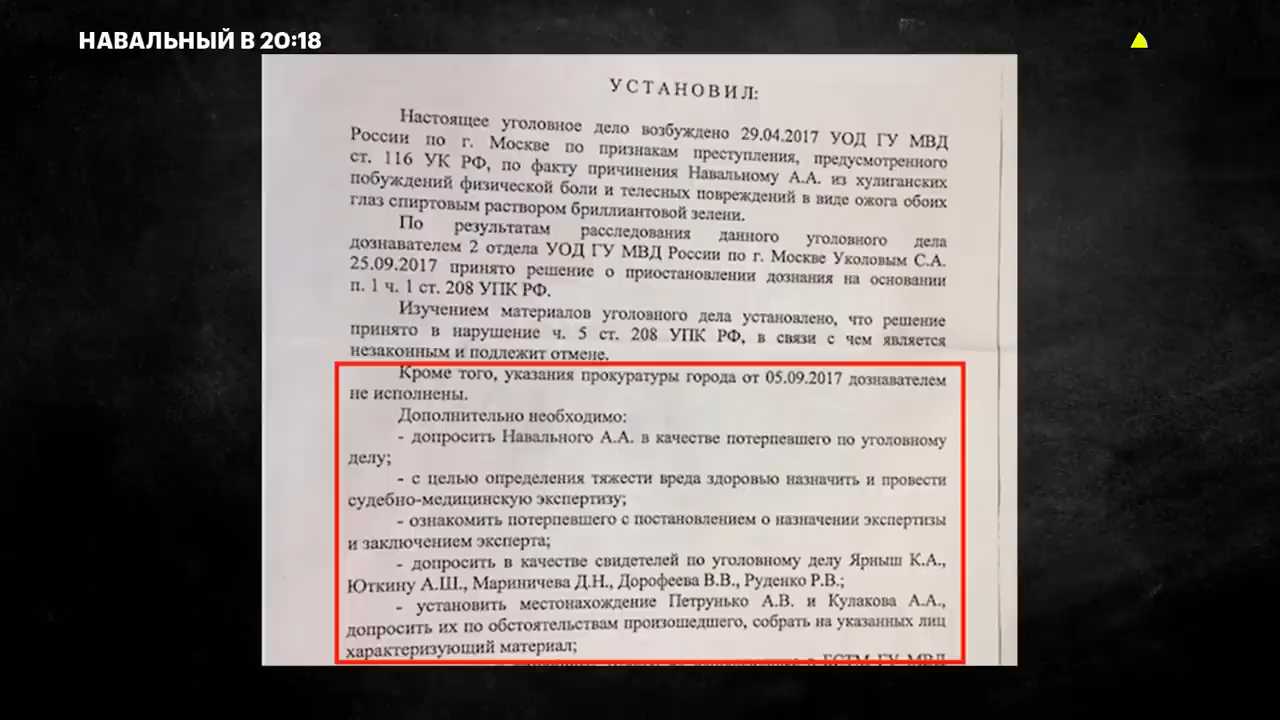 НАВАЛЬНЫЙ В 20:18
УСТАНОВИЛ:
Настоящее уголовное дело возбуждено 29.04.2017 УОД ГУ МВД
России по г. Москве по признакам преступления, предусмотренного
ст. 116 УК РФ, по факту причинения Навальному А.А. из хулиганских
побуждений физической боли и телесных повреждений в виде ожога обоих
глаз спиртовым раствором бриллиантовой зелени.
По результатам расследования данного уголовного дела
дознавателем 2 отдела УОД ГУ МВД России по г. Москве Уколовым С.А.
25.09.2017 принято решение о приостановлении дознания на основании
п. 1 ч. 1 ст. 208 УПК РФ.
Изучением материалов уголовного дела установлено, что решение
принято в нарушение ч. 5 ст. 208 УПК РФ, в связи с чем является
незаконным и подлежит отмене.
Кроме того, указания прокуратуры города от 05.09.2017 дознавателем
не исполнены.
Дополнительно необходимо:
- допросить Навального А.А. в качестве потерпевшего по уголовному
делу;
- с целью определения тяжести вреда здоровью назначить и провести
судебно-медицинскую экспертизу;
- ознакомить потерпевшего с постановлением о назначении экспертизы
и заключением эксперта;
- допросить в качестве свидетелей по уголовному делу Ярмыш К.А.,
Юткину А.Ш., Мариничева Д.Н., Дорофеева В.В., Руденко Р.В.;
- установить местонахождение Петрунько А.В. и Кулакова А.А.,
допросить их по обстоятельствам произошедшего, собрать на указанных лиц
характеризующий материал;
БСТМ ГУ МВД